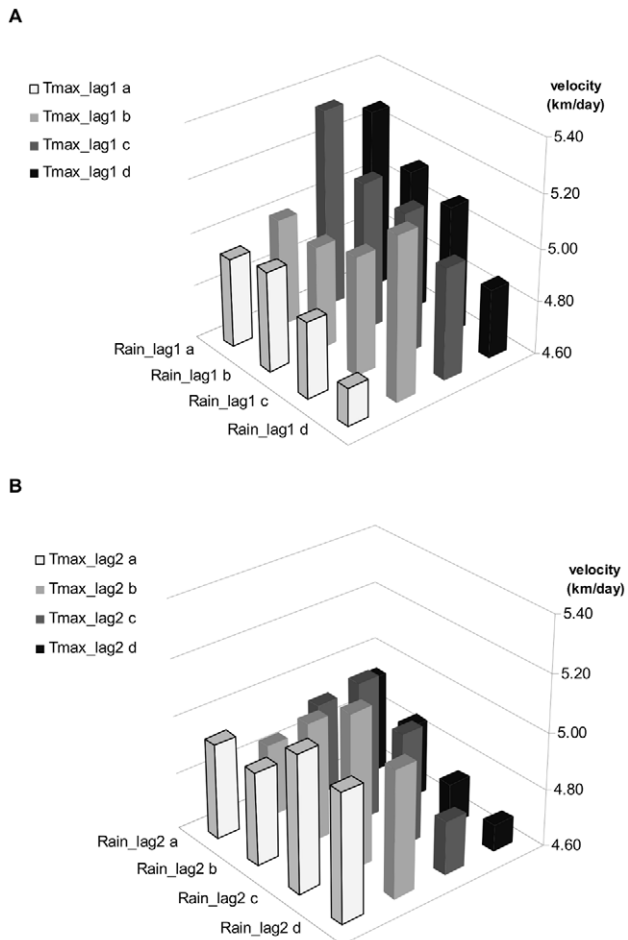 A
Tmax_lag1 a
Tmax_lag1 b
Tmax_lag1 c
Tmax_lag1 d
velocity
(km/day)
5.40
5.20
5.00
4.80
4.60
Rain_lag1 a
Rain_lag1 b
Rain_lag1 c
Rain_lag1 d
B
Tmax_lag2 a
Tmax_lag2 b
Tmax_lag2 c
Tmax_lag2 d
velocity
(km/day)
5.40
5.20
5.00
4.80
4.60
Rain_lag2 a
Rain_lag2 b
Rain_lag2 c
Rain_lag2 d